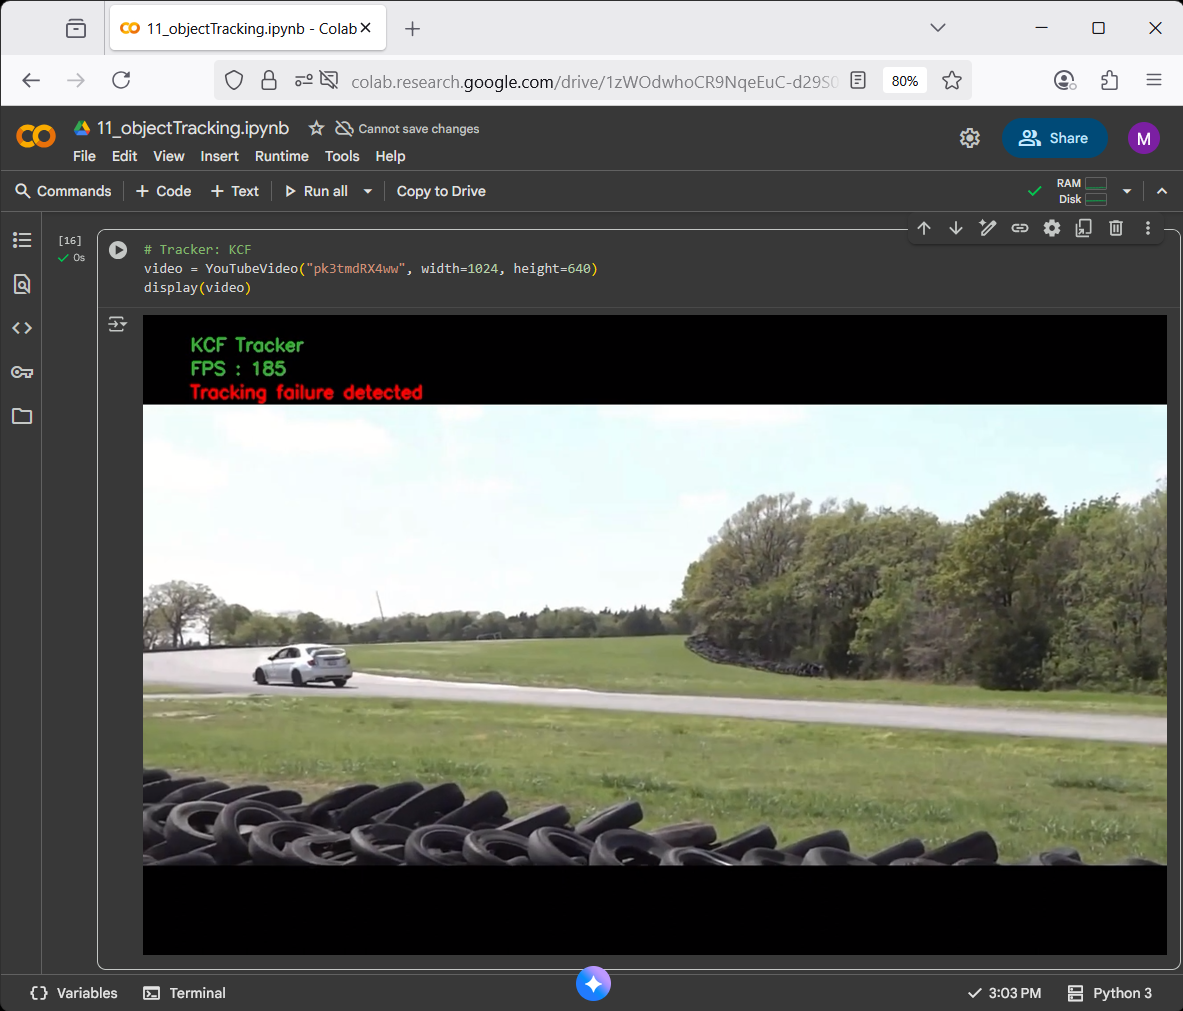 11_objectTracking.ipynb - Colab
colab.research.google.com/drive/1zWOdwhoCR9NqeEuC-d29S0
80%
11_objectTracking.ipynb
Cannot save changes
File Edit View Insert Runtime Tools Help
Share
M
Commands + Code + Text Run all Copy to Drive
RAM
Disk
[16]
0s
# Tracker: KCF
video = YouTubeVideo("pk3tmdRX4ww", width=1024, height=640)
display(video)
KCF Tracker
FPS : 185
Tracking failure detected
Variables Terminal 3:03 PM Python 3